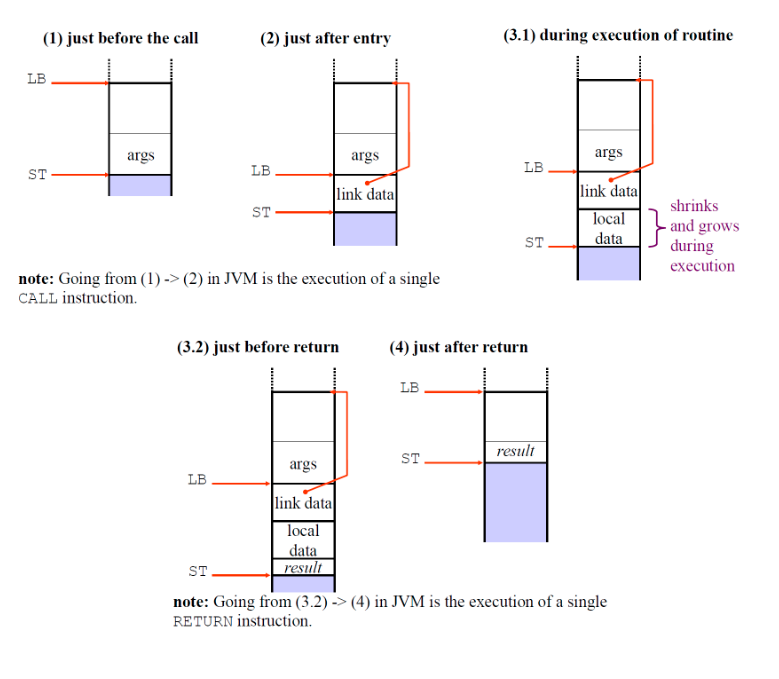 (1) just before the call
(2) just after entry
(3.1) during execution of routine
LB
args
ST
args
LB
link data
ST
args
LB
link data
local
data
ST
shrinks
and grows
during
execution
note: Going from (1) -> (2) in JVM is the execution of a single
CALL instruction.
(3.2) just before return
(4) just after return
args
LB
link data
local
data
result
ST
LB
result
ST
note: Going from (3.2) -> (4) in JVM is the execution of a single
RETURN instruction.